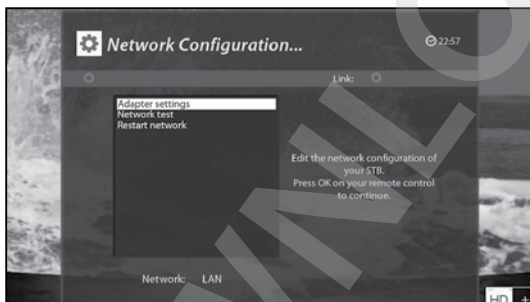 Network Configuration...
22:57
Link:
Adapter settings
Network test
Restart network
Edit the network configuration of
your STB.
Press OK on your remote control
to continue.
Network: LAN
HD